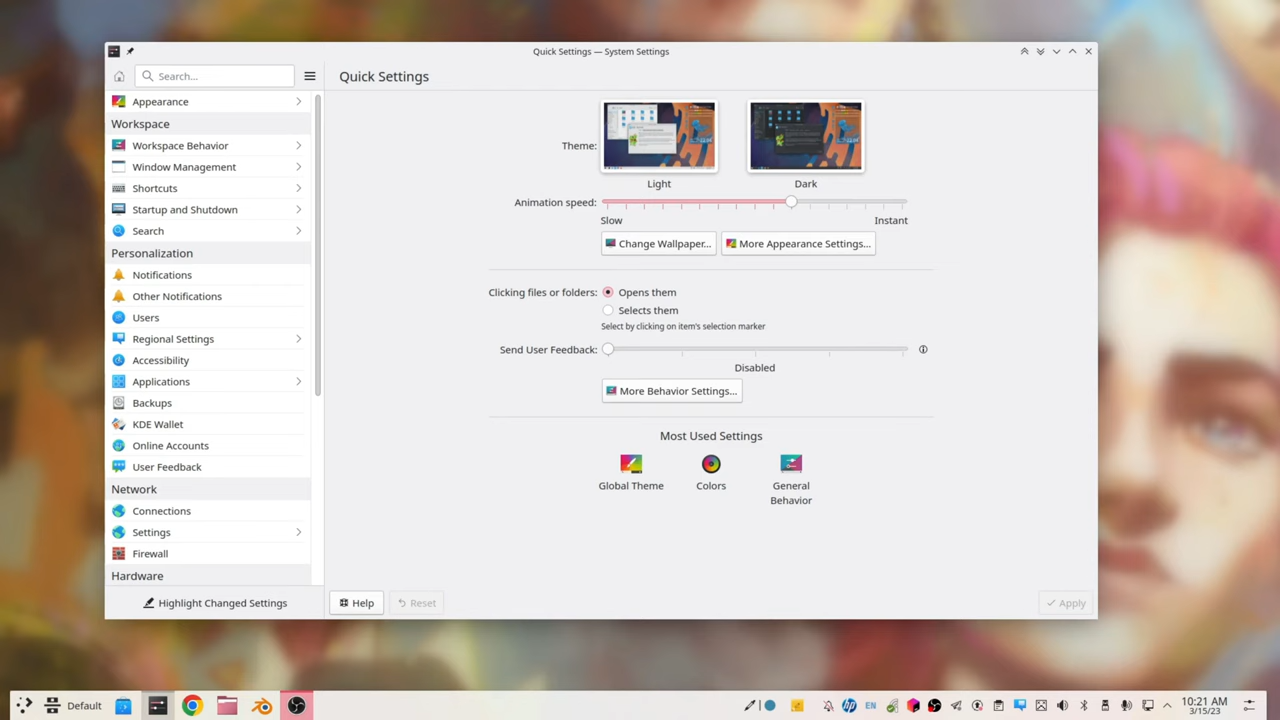 Quick Settings — System Settings
Search...
Quick Settings
Appearance
Workspace
Workspace Behavior
Window Management
Shortcuts
Startup and Shutdown
Search
Personalization
Notifications
Other Notifications
Users
Regional Settings
Accessibility
Applications
Backups
KDE Wallet
Online Accounts
User Feedback
Network
Connections
Settings
Firewall
Hardware
Highlight Changed Settings
Theme:
Light
Dark
Animation speed:
Slow
Instant
Change Wallpaper...
More Appearance Settings...
Clicking files or folders:
Opens them
Selects them
Select by clicking on item's selection marker
Send User Feedback:
Disabled
More Behavior Settings...
Most Used Settings
Global Theme
Colors
General
Behavior
Help
Reset
Apply
Default
EN
10:21 AM
3/15/23